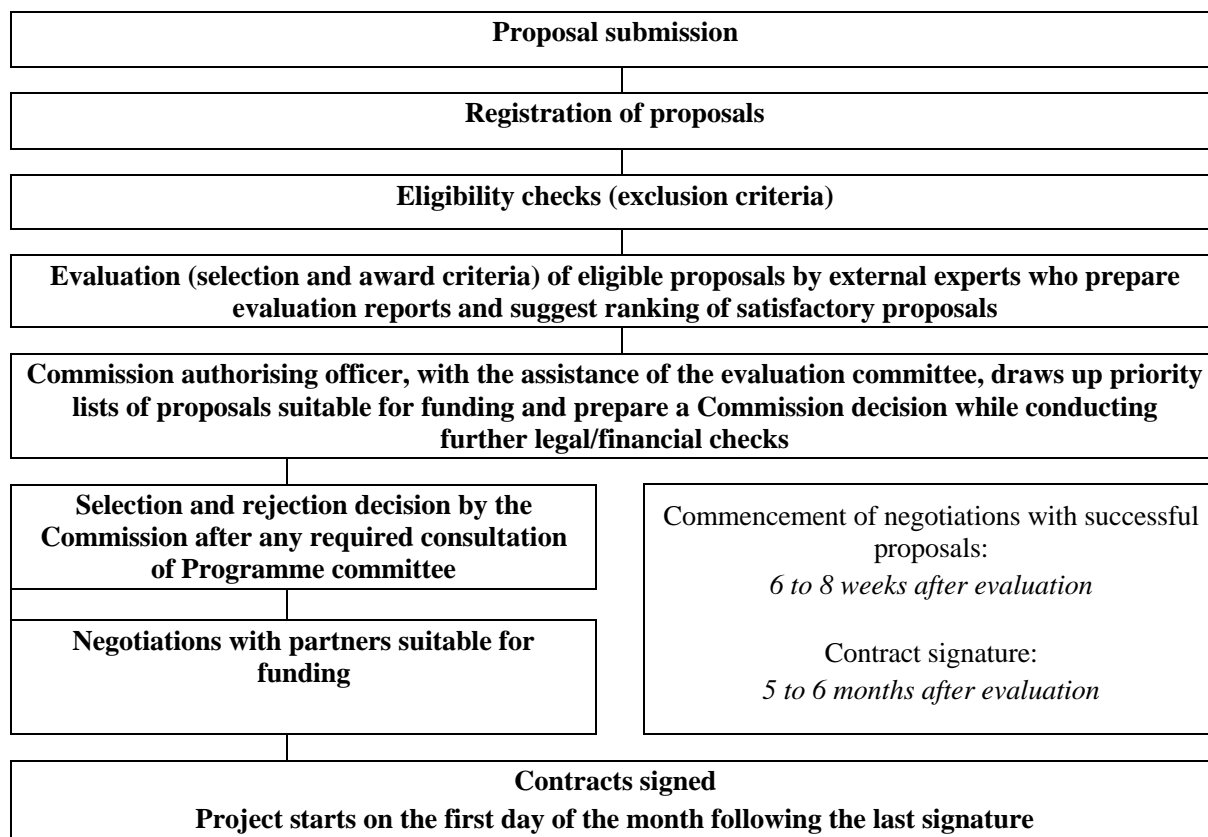 Proposal submission
Registration of proposals
Eligibility checks (exclusion criteria)
Evaluation (selection and award criteria) of eligible proposals by external experts who prepare
evaluation reports and suggest ranking of satisfactory proposals
Commission authorising officer, with the assistance of the evaluation committee, draws up priority
lists of proposals suitable for funding and prepare a Commission decision while conducting
further legal/financial checks
Selection and rejection decision by the
Commission after any required consultation
of Programme committee
Negotiations with partners suitable for
funding
Commencement of negotiations with successful
proposals:
6 to 8 weeks after evaluation
Contract signature:
5 to 6 months after evaluation
Contracts signed
Project starts on the first day of the month following the last signature